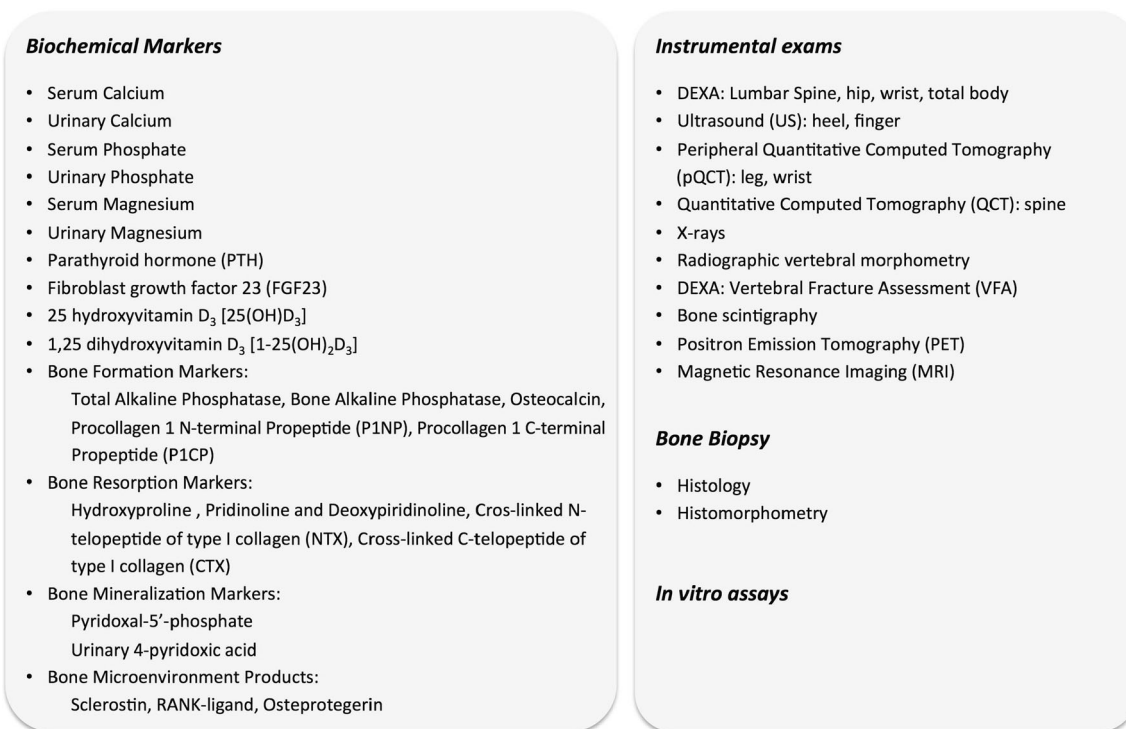 Biochemical Markers
• Serum Calcium
• Urinary Calcium
• Serum Phosphate
• Urinary Phosphate
• Serum Magnesium
• Urinary Magnesium
• Parathyroid hormone (PTH)
• Fibroblast growth factor 23 (FGF23)
• 25 hydroxyvitamin D₃ [25(OH)D₃]
• 1,25 dihydroxyvitamin D₃ [1-25(OH)₂D₃]
• Bone Formation Markers:
Total Alkaline Phosphatase, Bone Alkaline Phosphatase, Osteocalcin,
Procollagen 1 N-terminal Propeptide (P1NP), Procollagen 1 C-terminal
Propeptide (P1CP)
• Bone Resorption Markers:
Hydroxyproline , Pridinoline and Deoxypiridinoline, Cros-linked N-
telopeptide of type I collagen (NTX), Cross-linked C-telopeptide of
type I collagen (CTX)
• Bone Mineralization Markers:
Pyridoxal-5’-phosphate
Urinary 4-pyridoxic acid
• Bone Microenvironment Products:
Sclerostin, RANK-ligand, Osteprotegerin
Instrumental exams
• DEXA: Lumbar Spine, hip, wrist, total body
• Ultrasound (US): heel, finger
• Peripheral Quantitative Computed Tomography
(pQCT): leg, wrist
• Quantitative Computed Tomography (QCT): spine
• X-rays
• Radiographic vertebral morphometry
• DEXA: Vertebral Fracture Assessment (VFA)
• Bone scintigraphy
• Positron Emission Tomography (PET)
• Magnetic Resonance Imaging (MRI)
Bone Biopsy
• Histology
• Histomorphometry
In vitro assays